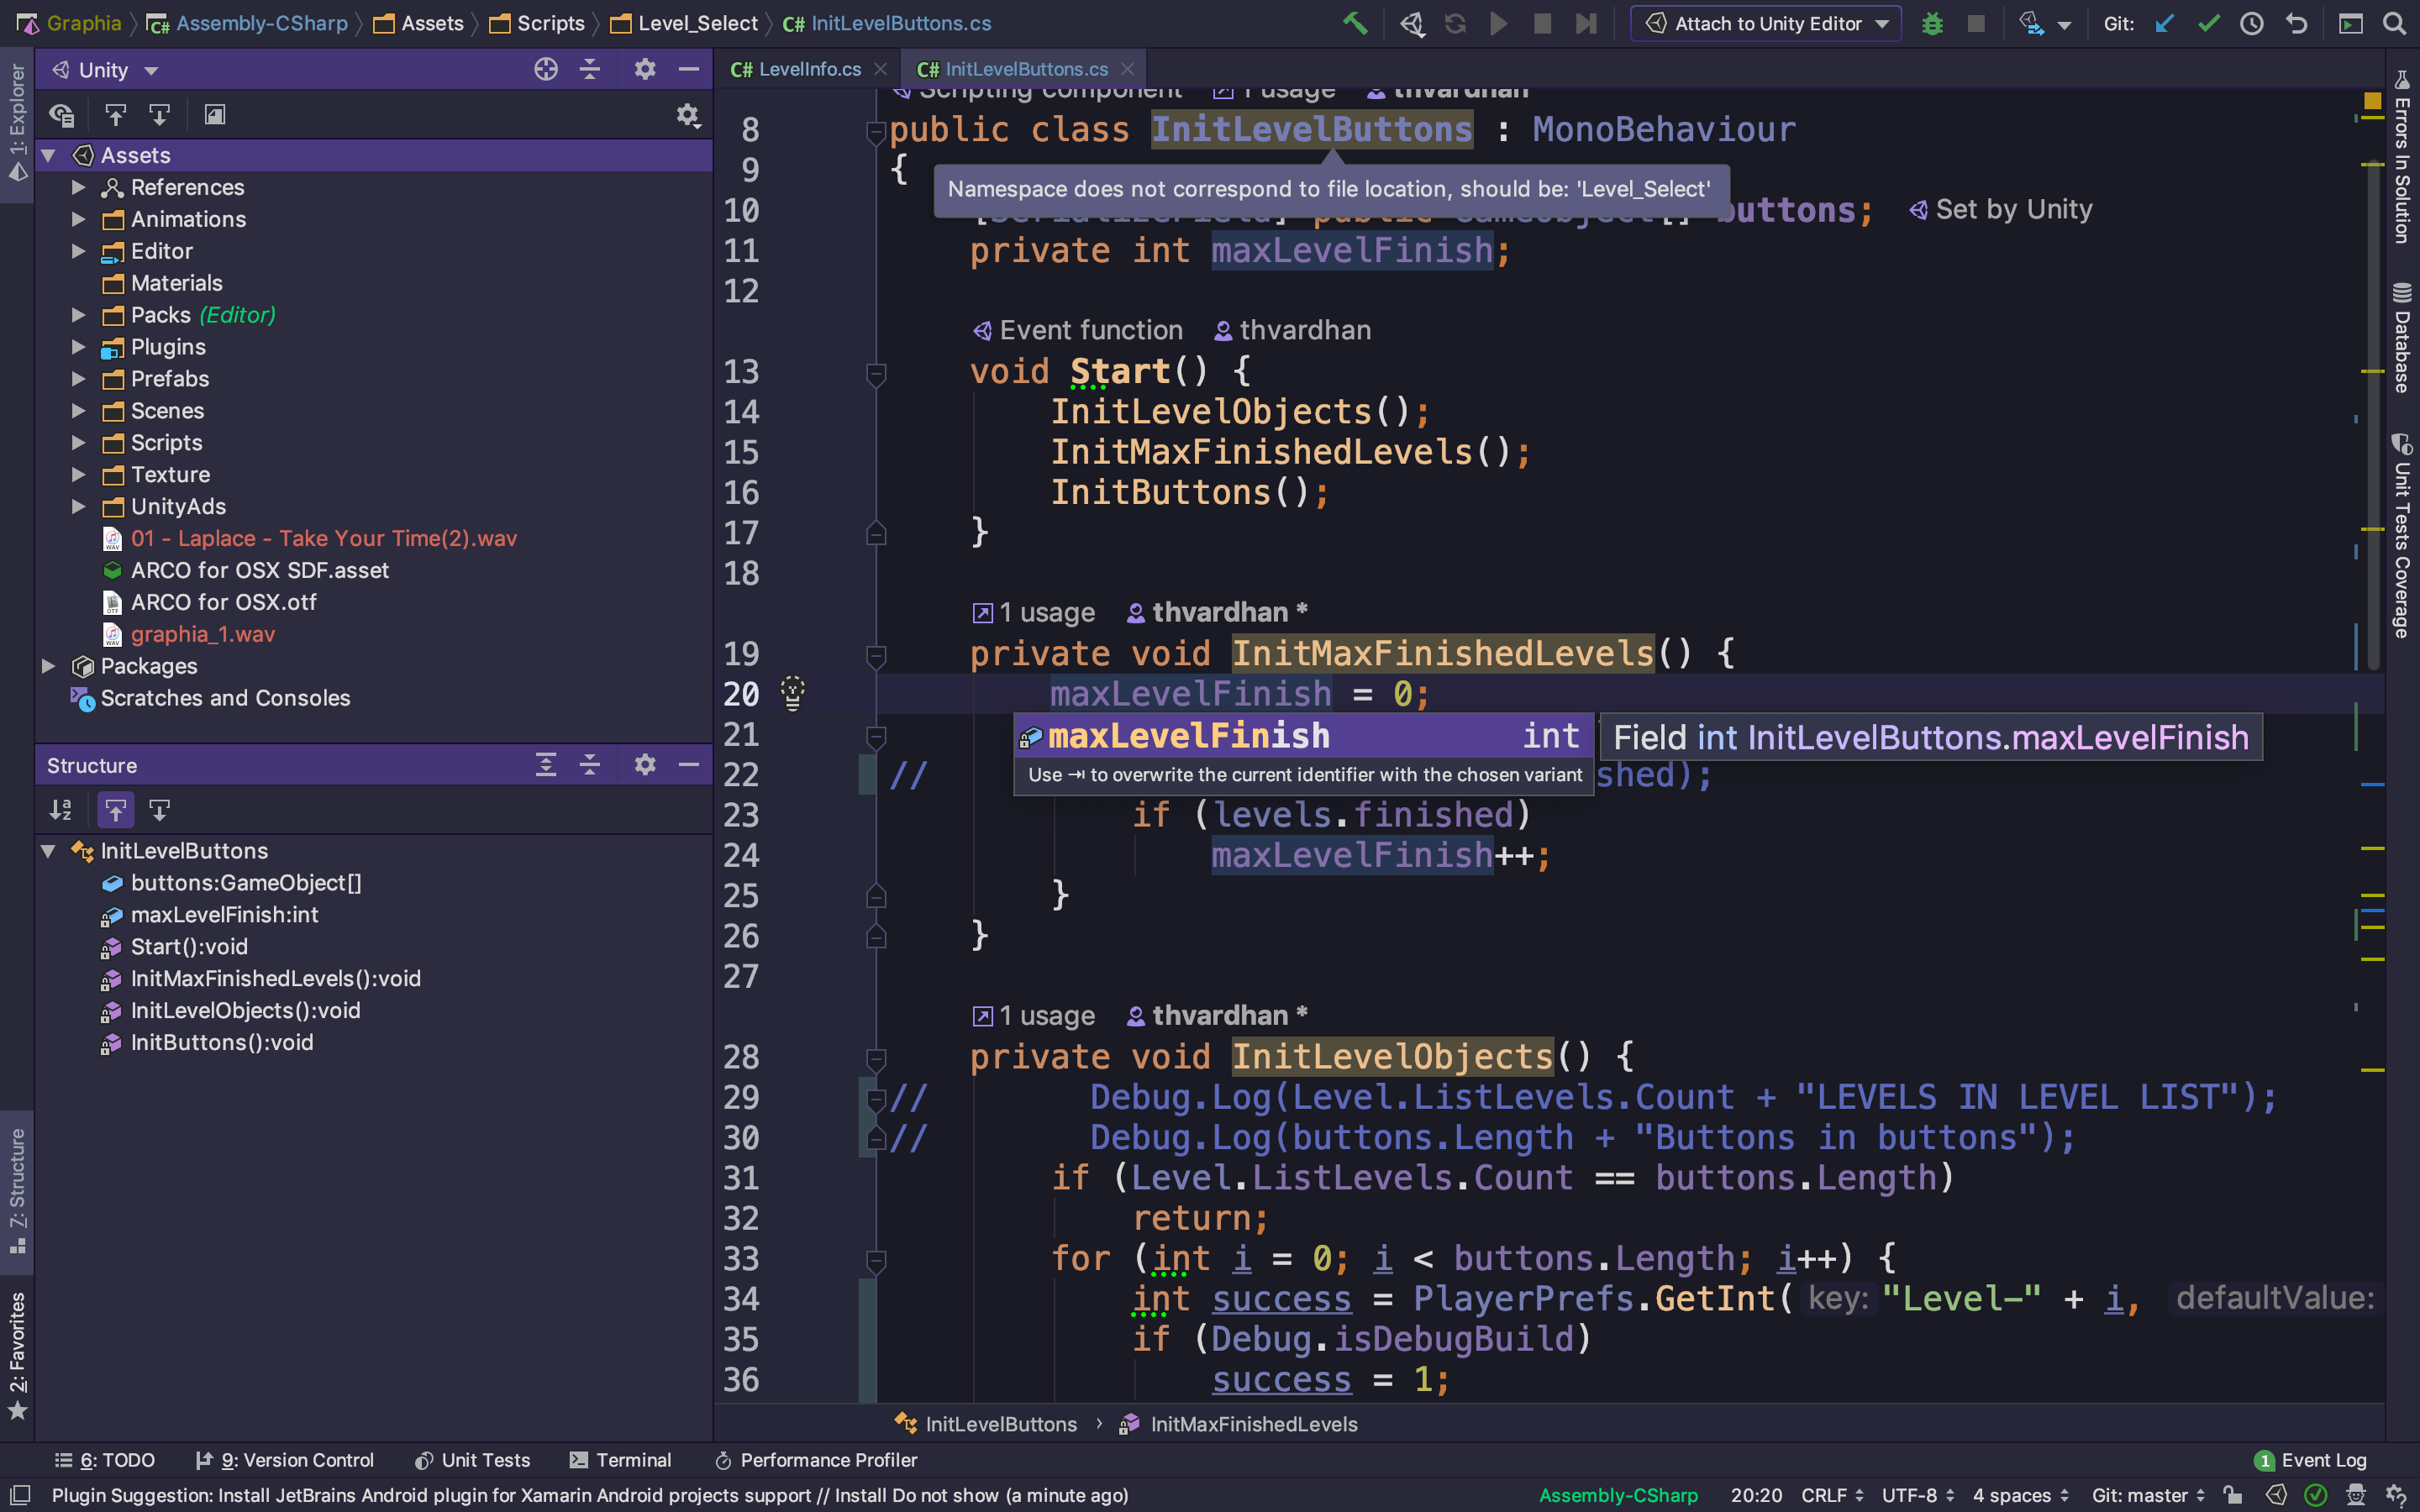 Graphia Assembly-CSharp Assets Scripts Level_Select C# InitLevelButtons.cs
Attach to Unity Editor
Git:
1: Explorer
7: Structure
2: Favorites
Unity
Assets
References
Animations
Editor
Materials
Packs (Editor)
Plugins
Prefabs
Scenes
Scripts
Texture
UnityAds
01 - Laplace - Take Your Time(2).wav
ARCO for OSX SDF.asset
ARCO for OSX.otf
graphia_1.wav
Packages
Scratches and Consoles
Structure
InitLevelButtons
buttons:GameObject[]
maxLevelFinish:int
Start():void
InitMaxFinishedLevels():void
InitLevelObjects():void
InitButtons():void
C# LevelInfo.cs
C# InitLevelButtons.cs
Scripting component 1 usage thvardhan
8 public class InitLevelButtons : MonoBehaviour
9 {
Namespace does not correspond to file location, should be: 'Level_Select'
10 [SerializeField] public GameObject[] buttons; Set by Unity
11 private int maxLevelFinish;
12
Event function thvardhan
13 void Start() {
14 InitLevelObjects();
15 InitMaxFinishedLevels();
16 InitButtons();
17 }
18
1 usage thvardhan *
19 private void InitMaxFinishedLevels() {
20 maxLevelFinish = 0;
21
maxLevelFinish int
Use ⇥ to overwrite the current identifier with the chosen variant
Field int InitLevelButtons.maxLevelFinish
22 // shed);
23 if (levels.finished)
24 maxLevelFinish++;
25 }
26 }
27
1 usage thvardhan *
28 private void InitLevelObjects() {
29 // Debug.Log(Level.ListLevels.Count + "LEVELS IN LEVEL LIST");
30 // Debug.Log(buttons.Length + "Buttons in buttons");
31 if (Level.ListLevels.Count == buttons.Length)
32 return;
33 for (int i = 0; i < buttons.Length; i++) {
34 int success = PlayerPrefs.GetInt( key: "Level-" + i, defaultValue:
35 if (Debug.isDebugBuild)
36 success = 1;
InitLevelButtons › InitMaxFinishedLevels
Errors In Solution
Database
Unit Tests Coverage
6: TODO 9: Version Control Unit Tests Terminal Performance Profiler 1 Event Log
Plugin Suggestion: Install JetBrains Android plugin for Xamarin Android projects support // Install Do not show (a minute ago) Assembly-CSharp 20:20 CRLF UTF-8 4 spaces Git: master